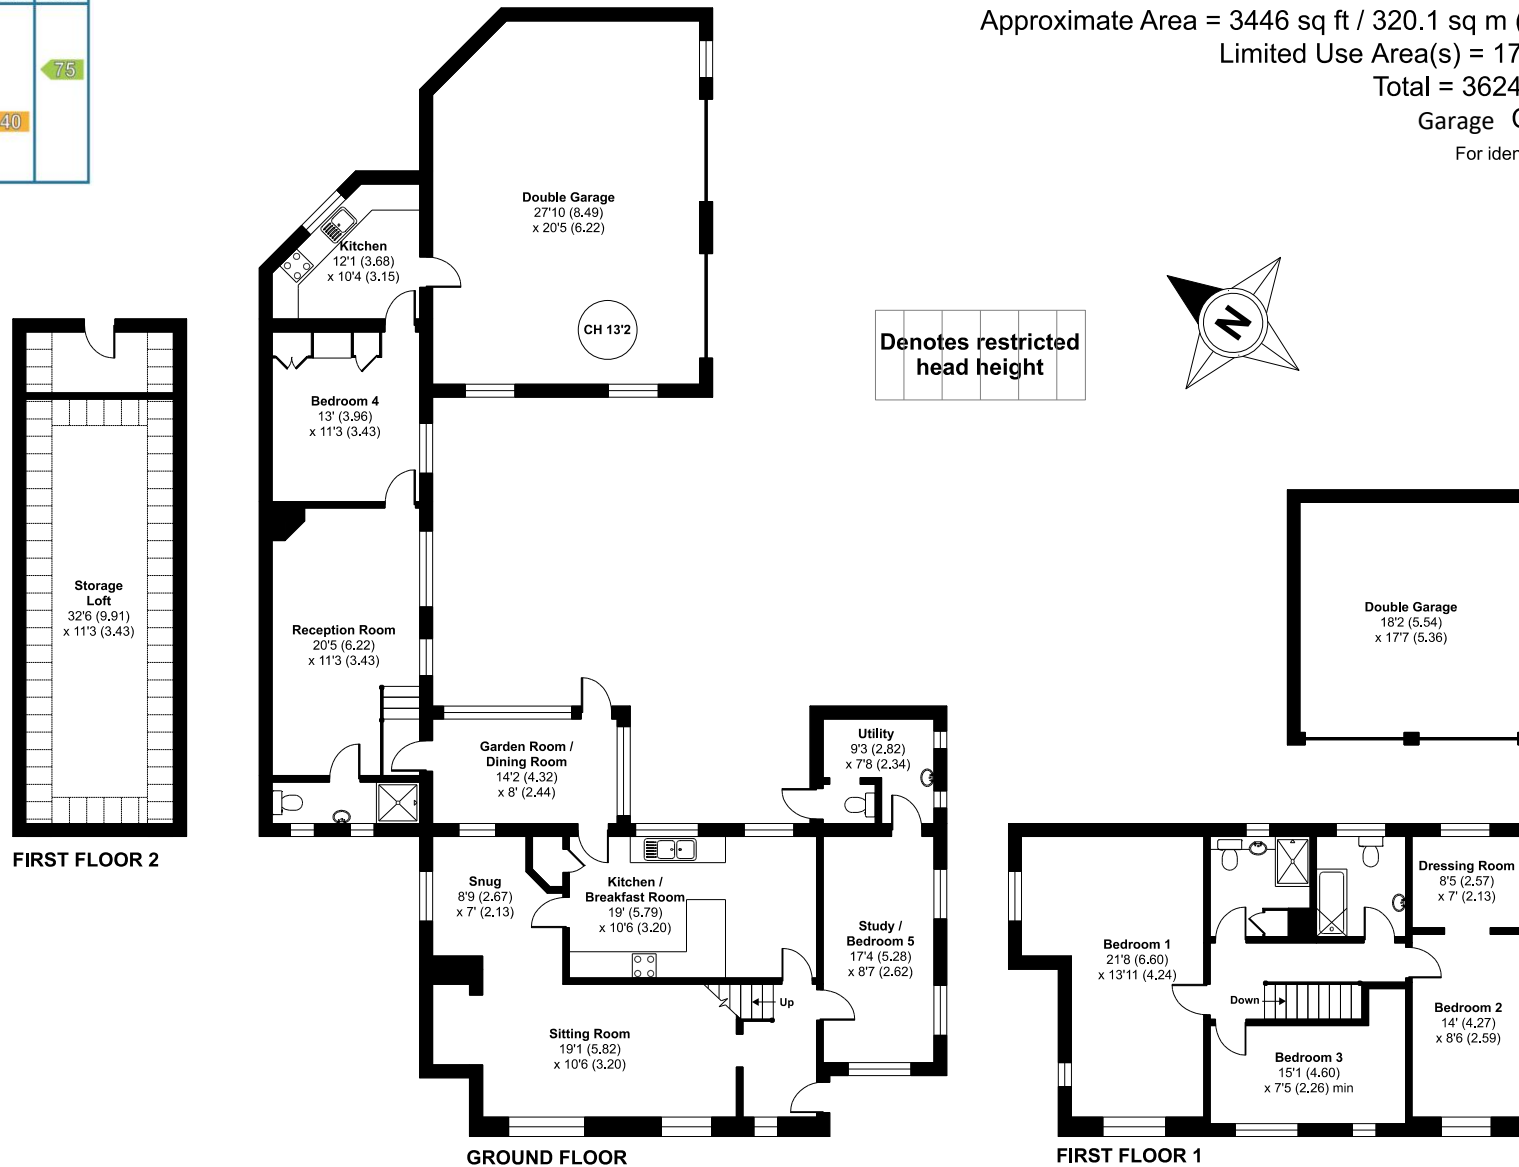 Approximate Area = 3446 sq ft / 320.1 sq m (
Limited Use Area(s) = 17
Total = 3624
Garage
For iden
75
40
Double Garage
27'10 (8.49)
x 20'5 (6.22)
CH 13'2
Kitchen
12'1 (3.68)
x 10'4 (3.15)
Denotes restricted
head height
N
Bedroom 4
13' (3.96)
x 11'3 (3.43)
Storage
Loft
32'6 (9.91)
x 11'3 (3.43)
Reception Room
20'5 (6.22)
x 11'3 (3.43)
Double Garage
18'2 (5.54)
x 17'7 (5.36)
Garden Room /
Dining Room
14'2 (4.32)
x 8' (2.44)
Utility
9'3 (2.82)
x 7'8 (2.34)
FIRST FLOOR 2
Snug
8'9 (2.67)
x 7' (2.13)
Kitchen /
Breakfast Room
19' (5.79)
x 10'6 (3.20)
Study /
Bedroom 5
17'4 (5.28)
x 8'7 (2.62)
Up
Sitting Room
19'1 (5.82)
x 10'6 (3.20)
Dressing Room
8'5 (2.57)
x 7' (2.13)
Bedroom 1
21'8 (6.60)
x 13'11 (4.24)
Down
Bedroom 2
14' (4.27)
x 8'6 (2.59)
Bedroom 3
15'1 (4.60)
x 7'5 (2.26) min
GROUND FLOOR
FIRST FLOOR 1